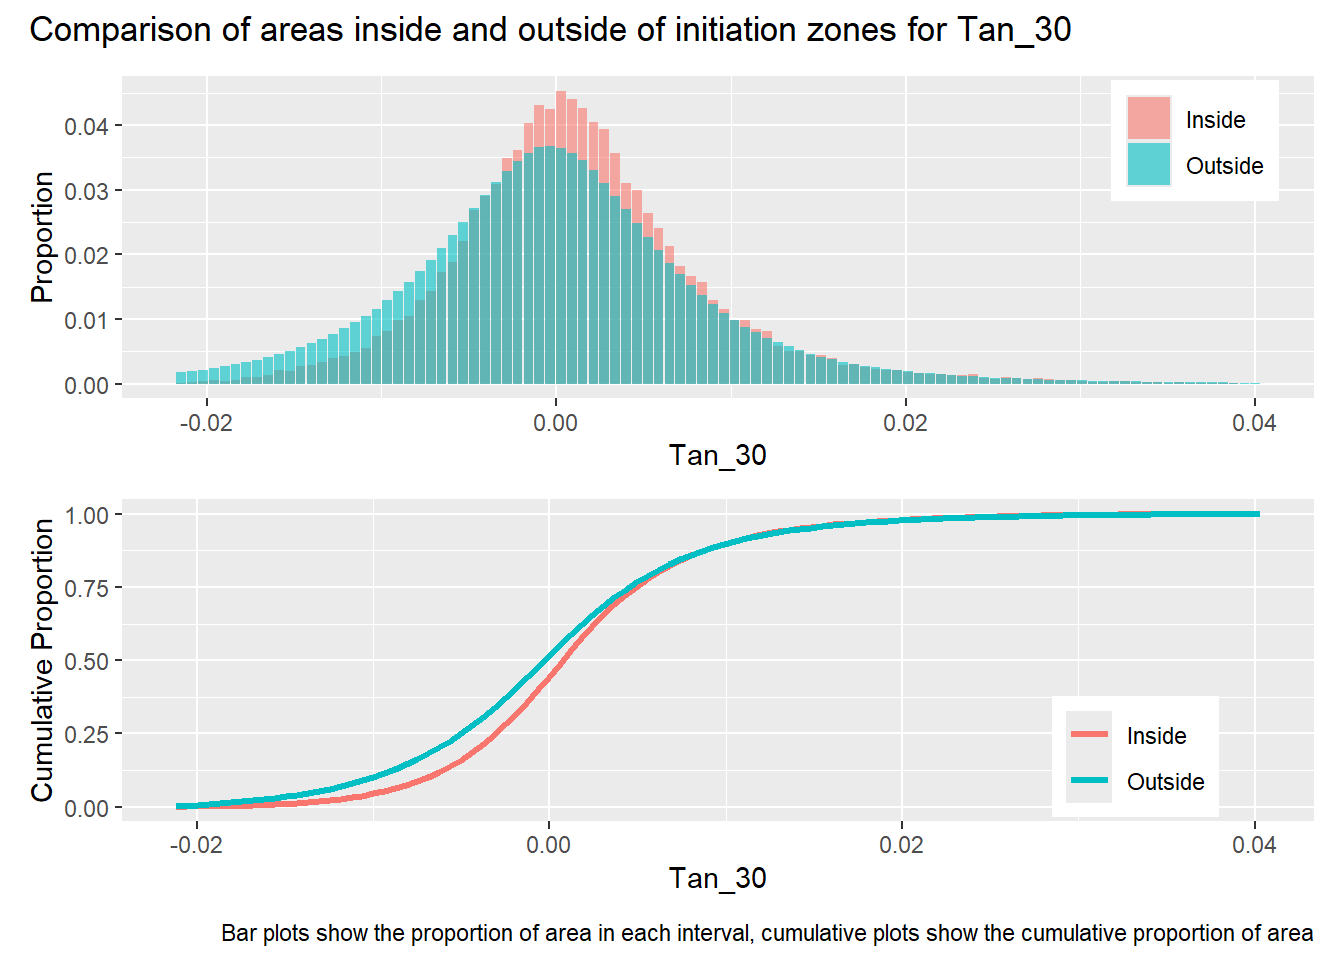 Comparison of areas inside and outside of initiation zones for Tan_30
Proportion
0.04
0.03
0.02
0.01
0.00
Inside
Outside
-0.02 0.00 0.02 0.04
Tan_30
Cumulative Proportion
1.00
0.75
0.50
0.25
0.00
Inside
Outside
-0.02 0.00 0.02 0.04
Tan_30
Bar plots show the proportion of area in each interval, cumulative plots show the cumulative proportion of area